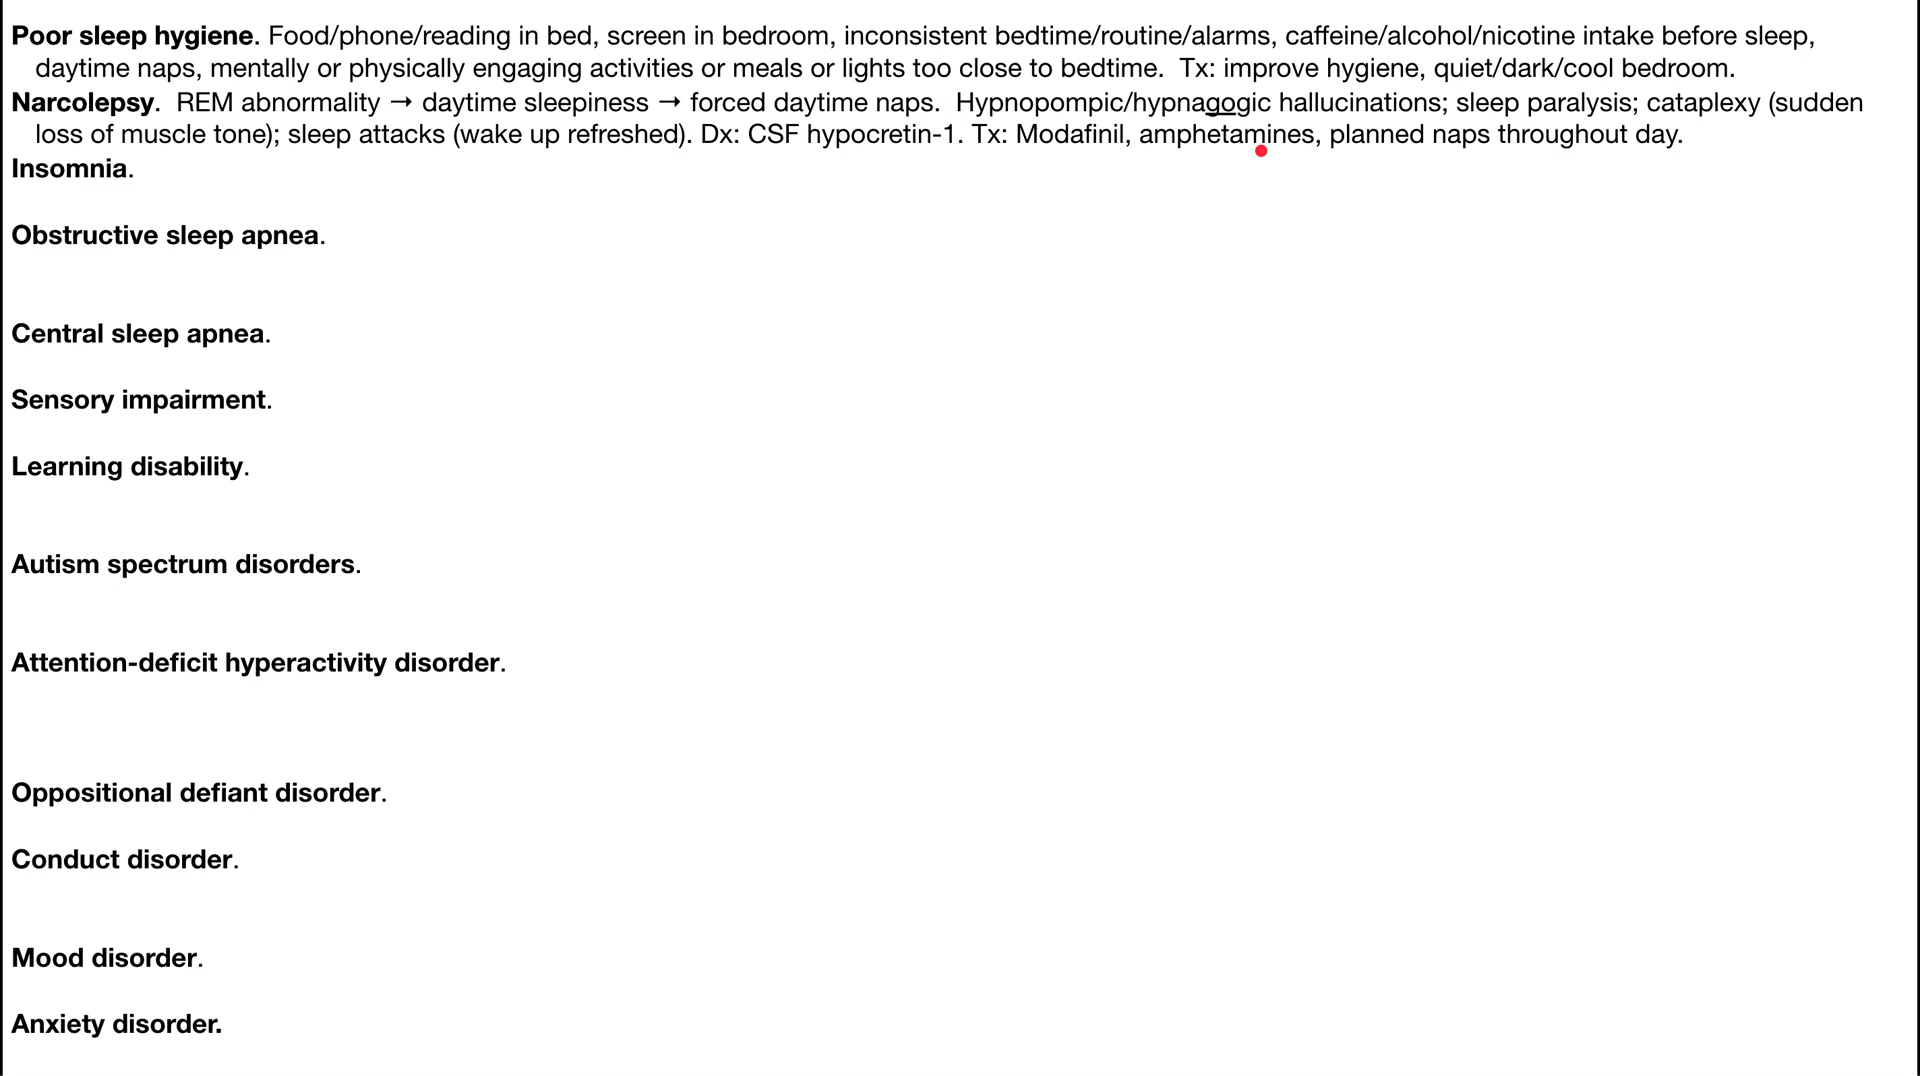 Poor sleep hygiene. Food/phone/reading in bed, screen in bedroom, inconsistent bedtime/routine/alarms, caffeine/alcohol/nicotine intake before sleep,
daytime naps, mentally or physically engaging activities or meals or lights too close to bedtime.  Tx: improve hygiene, quiet/dark/cool bedroom.
Narcolepsy.  REM abnormality → daytime sleepiness → forced daytime naps.  Hypnopompic/hypnagogic hallucinations; sleep paralysis; cataplexy (sudden
loss of muscle tone); sleep attacks (wake up refreshed). Dx: CSF hypocretin-1. Tx: Modafinil, amphetamines, planned naps throughout day.
Insomnia.
Obstructive sleep apnea.
Central sleep apnea.
Sensory impairment.
Learning disability.
Autism spectrum disorders.
Attention-deficit hyperactivity disorder.
Oppositional defiant disorder.
Conduct disorder.
Mood disorder.
Anxiety disorder.